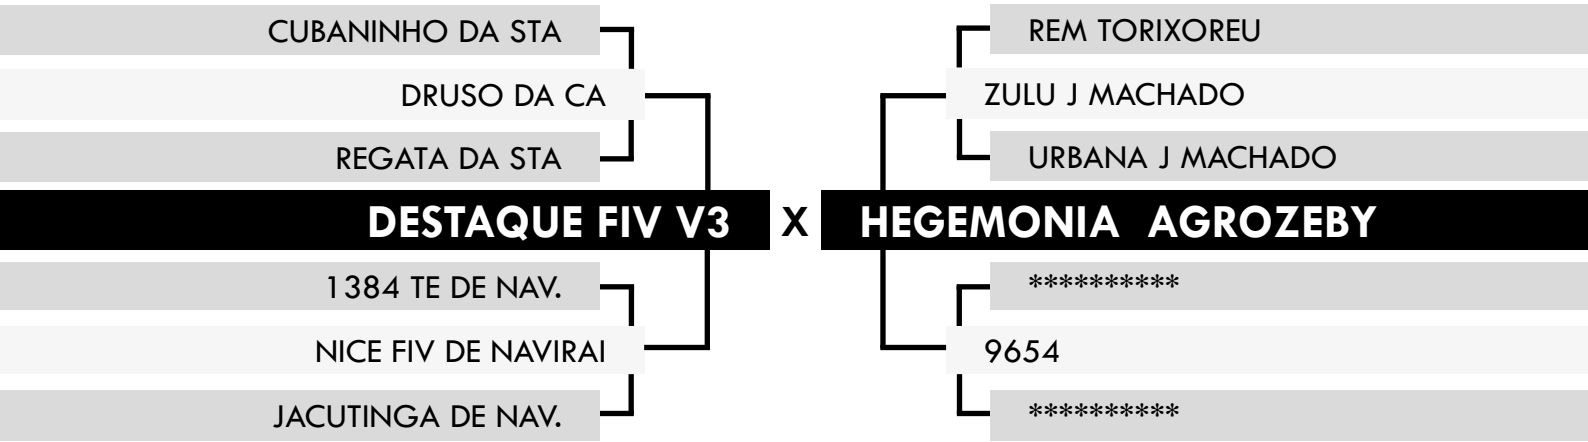 CUBANINHO DA STA
REM TORIXOREU
DRUSO DA CA
ZULU J MACHADO
REGATA DA STA
URBANA J MACHADO
DESTAQUE FIV V3 X HEGEMONIA AGROZEBY
1384 TE DE NAV.
**********
NICE FIV DE NAVIRAI
9654
JACUTINGA DE NAV.
**********